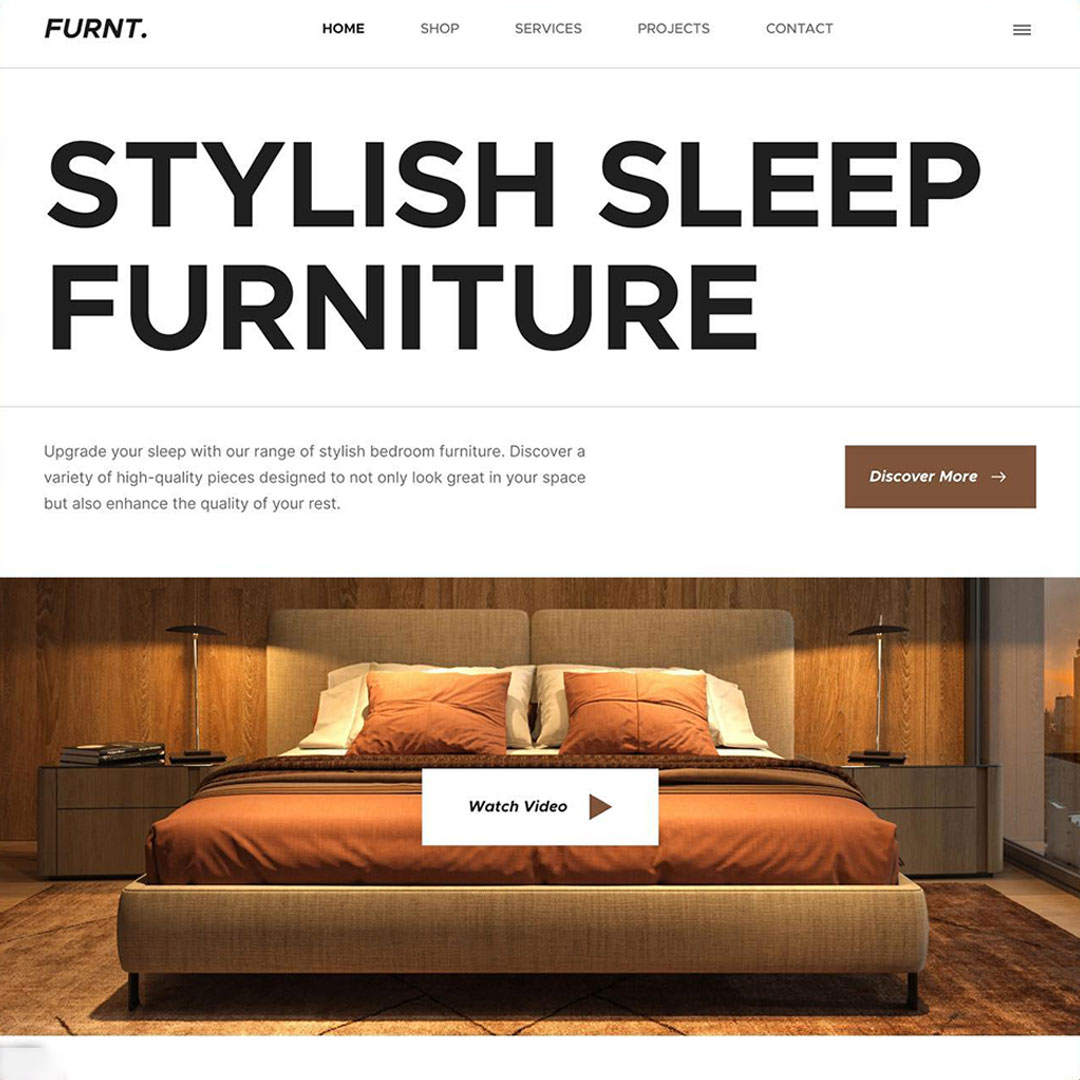 FURNT.
HOME SHOP SERVICES PROJECTS CONTACT
STYLISH SLEEP
FURNITURE
Upgrade your sleep with our range of stylish bedroom furniture. Discover a
variety of high-quality pieces designed to not only look great in your space
but also enhance the quality of your rest.
Discover More
Watch Video